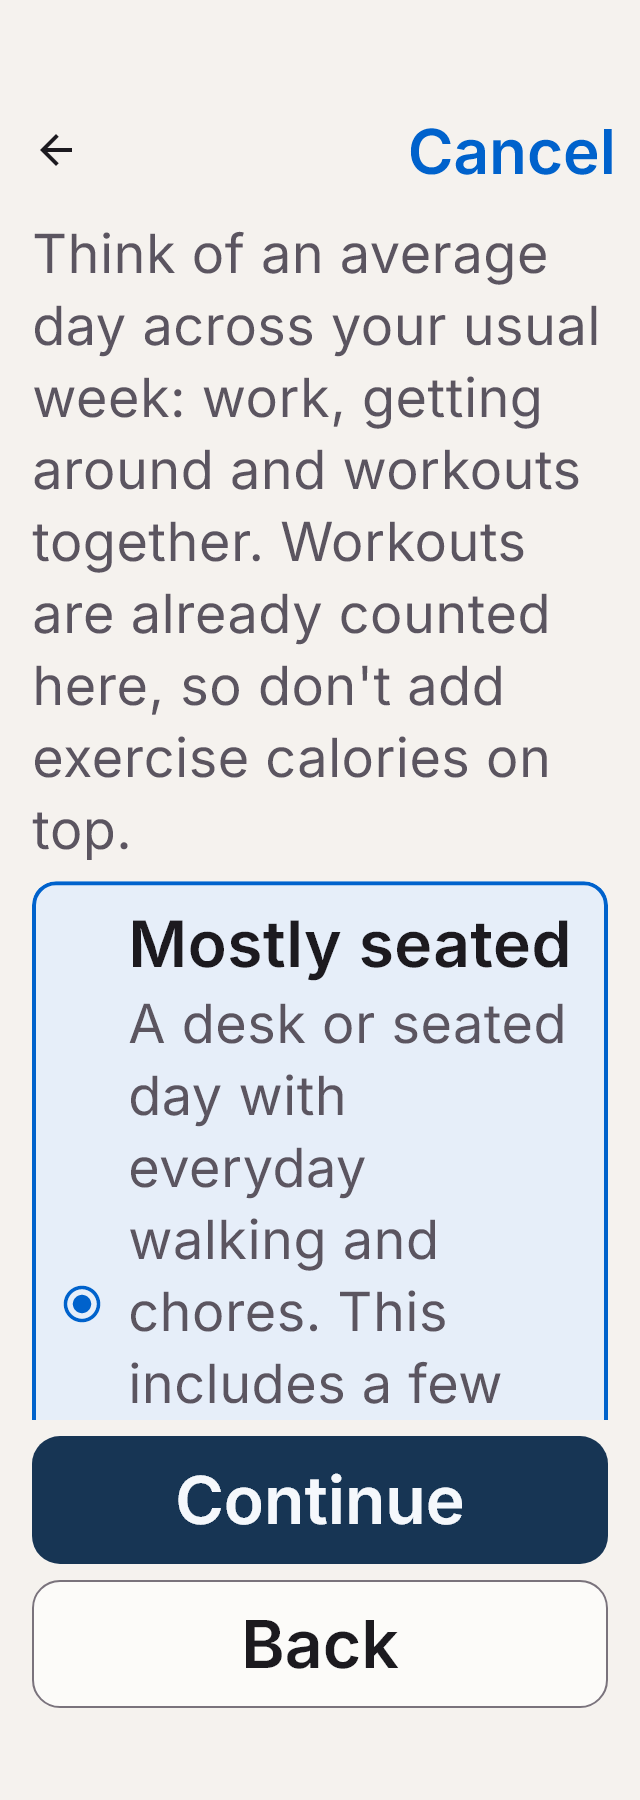 Cancel
Think of an average
day across your usual
week: work, getting
around and workouts
together. Workouts
are already counted
here, so don't add
exercise calories on
top.
Mostly seated
A desk or seated
day with
everyday
walking and
chores. This
includes a few
Continue
Back